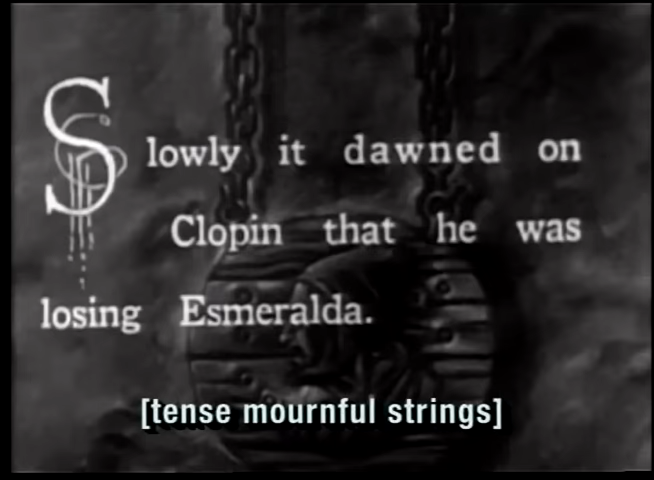 Slowly it dawned on
Clopin that he was
losing Esmeralda.
[tense mournful strings]